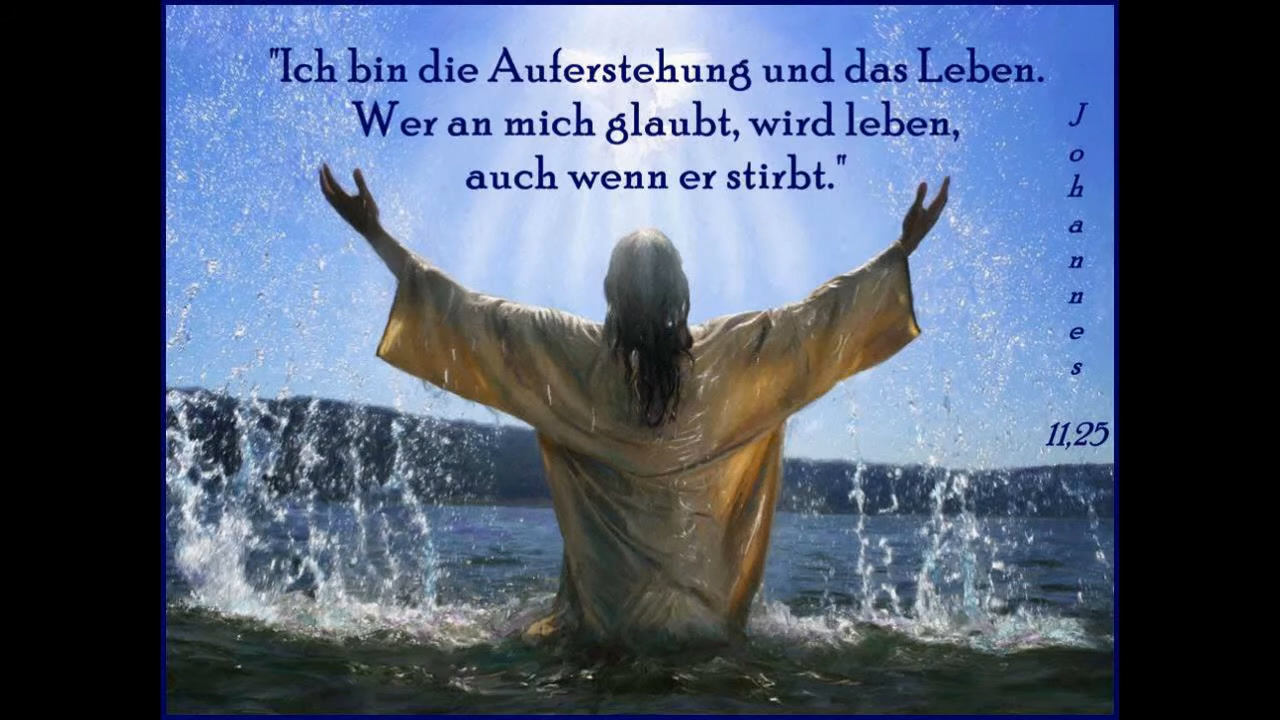 "Ich bin die Auferstehung und das Leben.
Wer an mich glaubt, wird leben,
auch wenn er stirbt."
Johannes
11,25